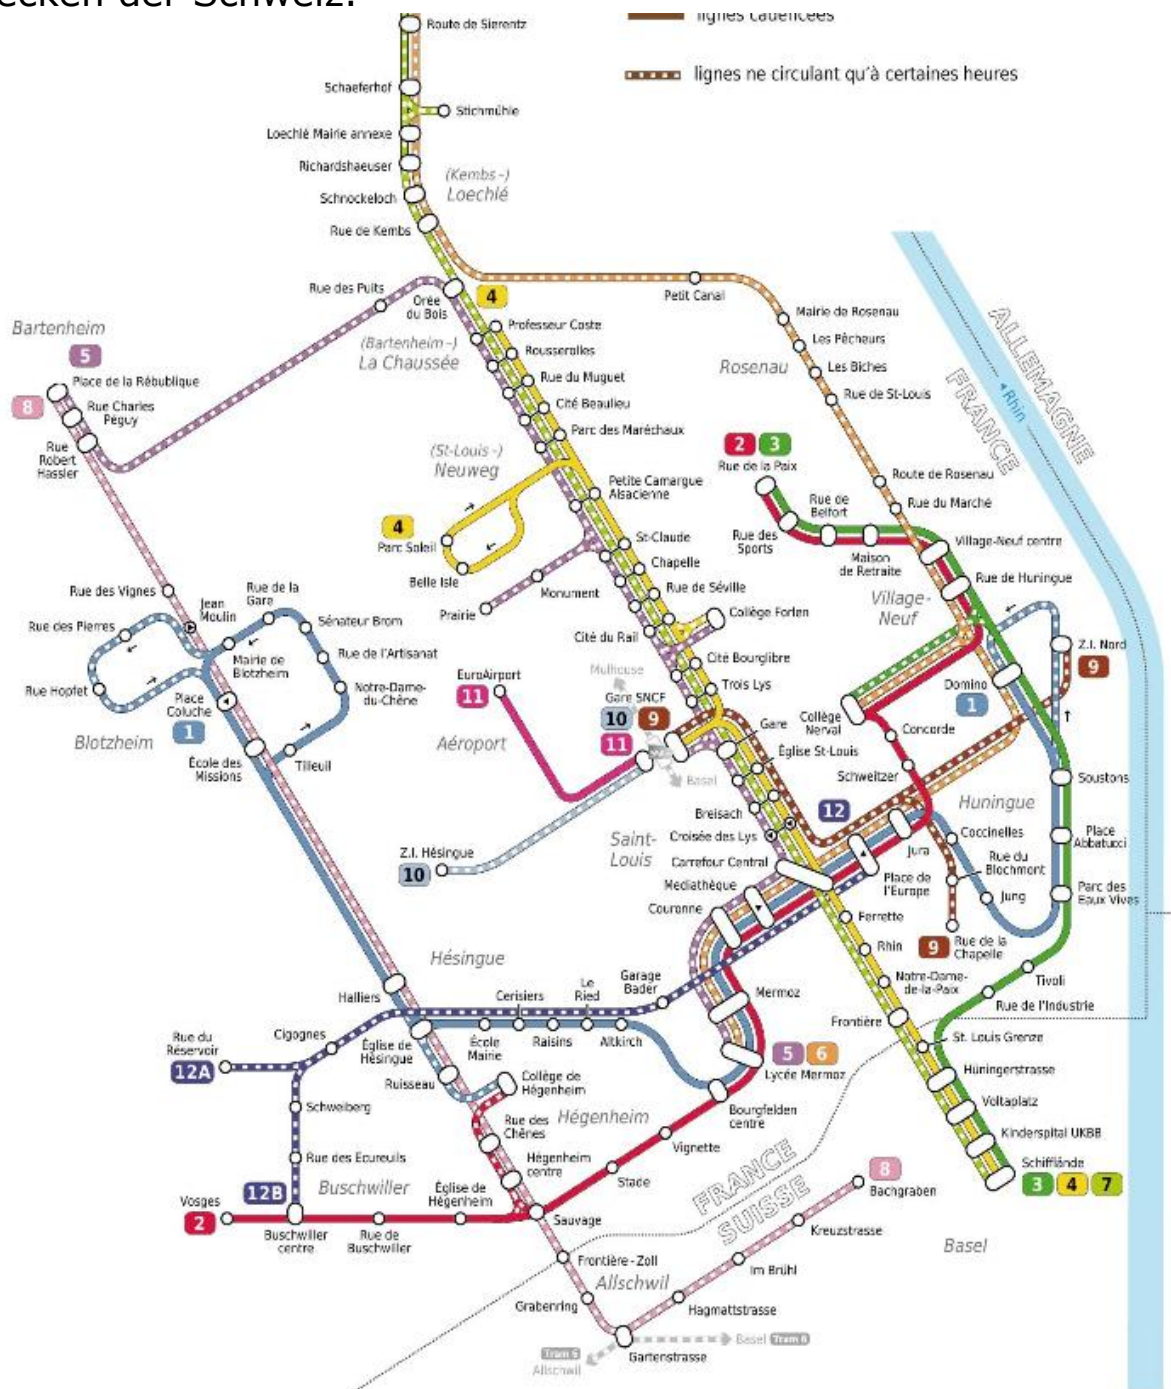 ecken der Schweiz.
lignes cadencées
lignes ne circulant qu'à certaines heures
Route de Sierentz
Schaeferhof
Stichmühle
Loechlé Mairie annexe
Richardshaeuser
(Kembs-)
Loechlé
Schnockeloch
Rue de Kembs
Rue des Puits
Orée
du Bois
4
Petit Canal
Bartenheim
5
Professeur Coste
(Bartenheim-)
La Chaussée
Rousserolles
Mairie de Rosenau
Les Pêcheurs
Les Biches
Rosenau
Rue de St-Louis
ALLEMAGNE
FRANCE
Rhin
Place de la Rébublique
8
Rue Charles
Péguy
Rue
Robert
Hassler
Rue du Muguet
Cité Beaulieu
Parc des Maréchaux
(St-Louis-)
Neuweg
2 3
Rue de la Paix
Petite Camargue
Alsacienne
Route de Rosenau
Rue du Marché
Rue de
Belfort
Rue des
Sports
Maison
de Retraite
Village-Neuf centre
Rue de Huningue
Village-
Neuf
4
Parc Soleil
Belle Isle
St-Claude
Chapelle
Monument
Prairie
Rue de Séville
Collège Forlen
Cité du Rail
Rue des Vignes
Jean
Moulin
Rue de la
Gare
Rue des Pierres
Sénateur Brom
Mairie de
Blotzheim
Rue de l'Artisanat
Rue Hopfet
Place
Coluche
1
Notre-Dame-
du-Chêne
Blotzheim
École des
Missions
Tilleul
EuroAirport
11
Aéroport
Mulhouse
Gare SNCF
10 9
11
Basel
Cité Bourglibre
Trois Lys
Gare
Église St-Louis
Collège
Nerval
Concorde
Schweitzer
Domino
1
Z.I. Nord
9
Soustons
Huningue
Place
Abbatucci
Parc des
Eaux Vives
Z.I. Hésingue
10
Saint-
Louis
Breisach
12
Croisée des Lys
Carrefour Central
Mediathèque
Couronne
Jura
Place de
l'Europe
Coccinelles
Rue du
Blochmont
Jung
9
Rue de la
Chapelle
Ferrette
Rhin
Notre-Dame-
de-la-Paix
Tivoli
Rue de l'Industrie
Hésingue
Halliers
Cerisiers
Le
Ried
Garage
Bader
Mermoz
Frontière
St. Louis Grenze
Rue du
Réservoir
12A
Cigognes
Église de
Hésingue
École
Mairie
Raisins
Altkirch
5 6
Lycée Mermoz
Hüningerstrasse
Ruisseau
Collège de
Hégenheim
Schweiberg
Rue des
Chênes
Hégenheim
Bourgfelden
centre
Voltaplatz
Kinderspital UKBB
Vignette
Rue des Ecureuils
Hégenheim
centre
Schifflände
3 4 7
12B
Buschwiller
Église de
Hégenheim
Stade
FRANCE
SUISSE
8
Bachgraben
Vosges
2
Buschwiller
centre
Rue de
Buschwiller
Sauvage
Kreuzstrasse
Basel
Frontière-Zoll
Allschwil
Im Brühl
Grabenring
Hagmattstrasse
Basel Tram 6
Tram 6
Allschwil
Gartenstrasse